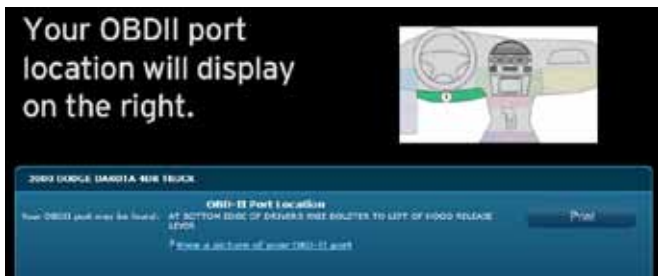 Your OBDII port
location will display
on the right.
DODGE DAKOTA 4DR TRUCK
OBD-II Port Location
Your OBDII port may be found: AT BOTTOM EDGE OF DRIVERS KNEE BOLSTER TO LEFT OF HOOD RELEASE
LEVER
View a picture of your OBD-II port
Print